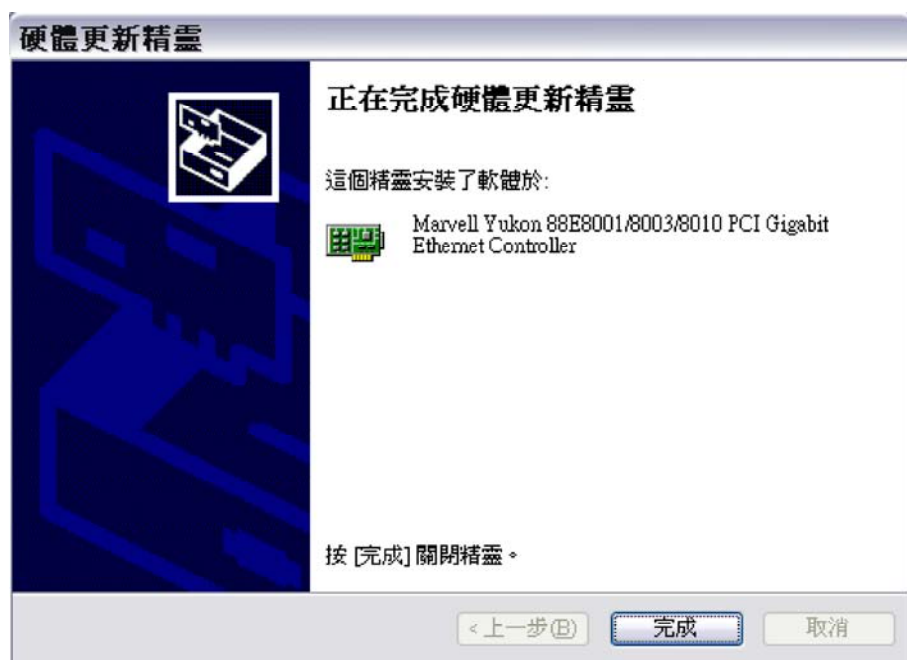 硬體更新精靈
正在完成硬體更新精靈
這個精靈安裝了軟體於:
Marvell Yukon 88E8001/8003/8010 PCI Gigabit
Ethernet Controller
按 [完成] 關閉精靈。
<上一步(B)
完成
取消